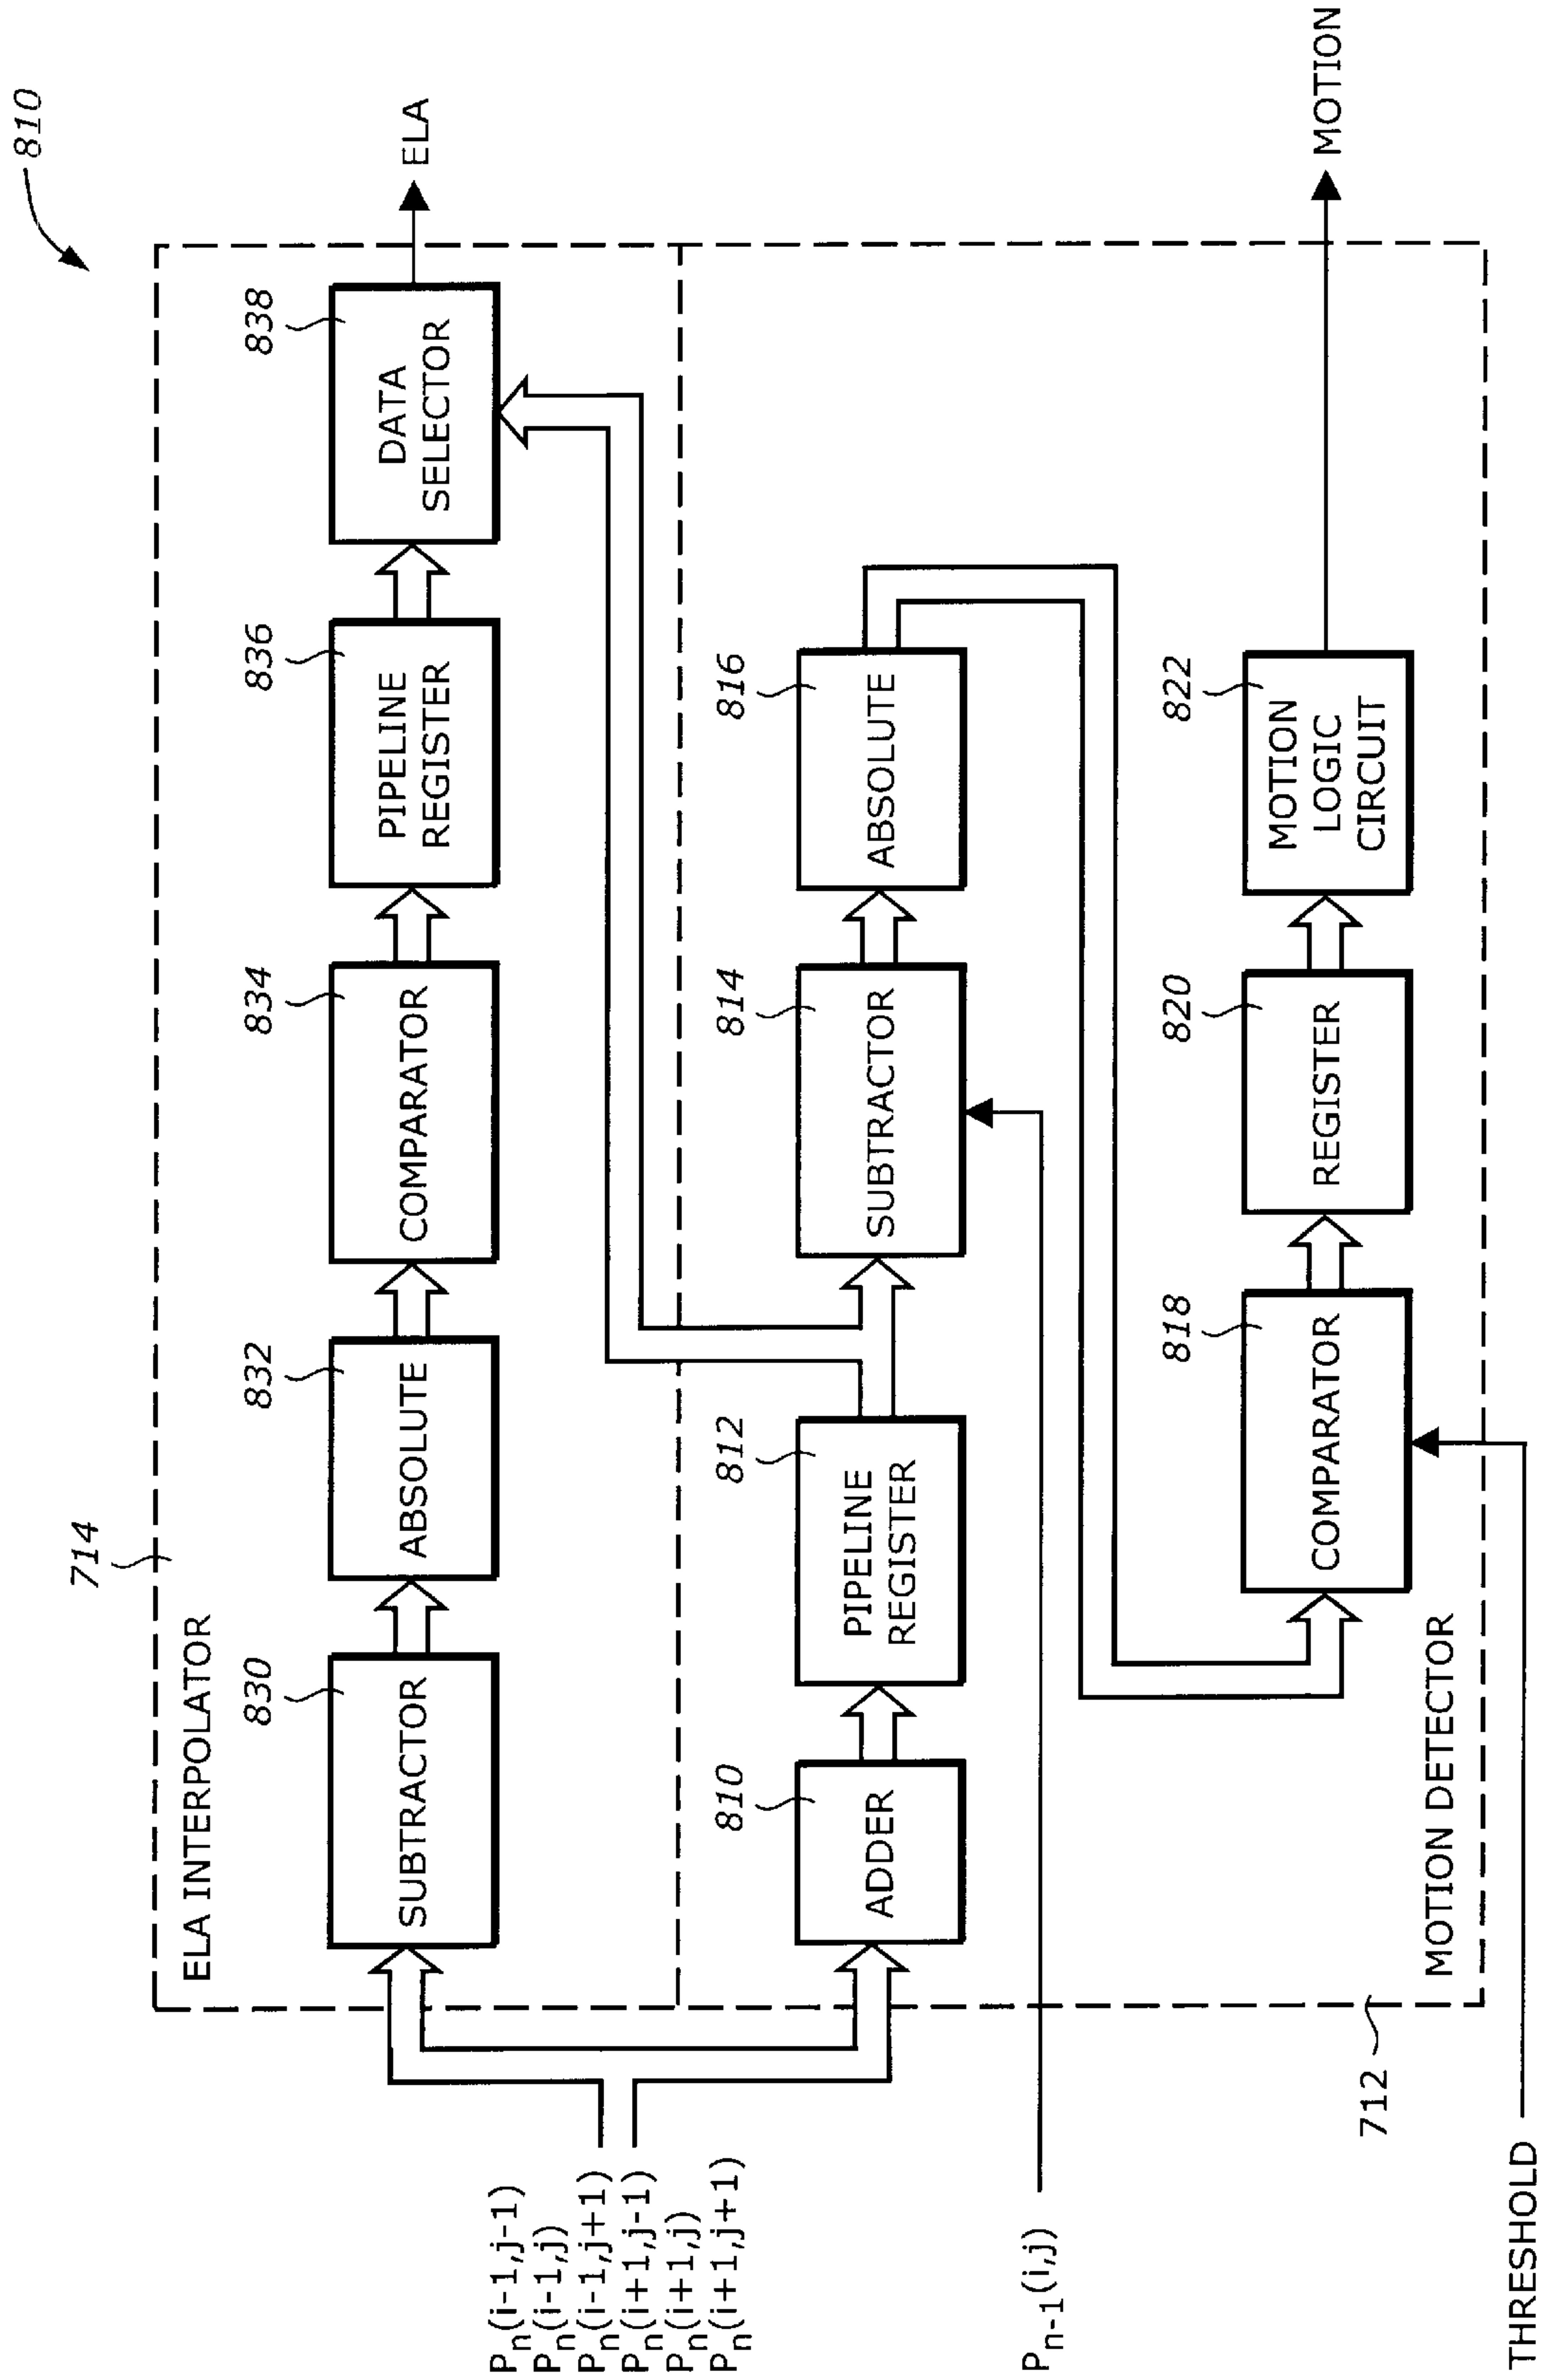 810
714
ELA INTERPOLATOR
830
SUBTRACTOR
832
ABSOLUTE
834
COMPARATOR
836
PIPELINE
REGISTER
838
DATA
SELECTOR
ELA
Pn(i-1,j-1)
Pn(i-1,j)
Pn(i-1,j+1)
Pn(i+1,j-1)
Pn(i+1,j)
Pn(i+1,j+1)
810
ADDER
812
PIPELINE
REGISTER
814
SUBTRACTOR
816
ABSOLUTE
Pn-1(i,j)
818
COMPARATOR
820
REGISTER
822
MOTION
LOGIC
CIRCUIT
MOTION
MOTION DETECTOR
712
THRESHOLD